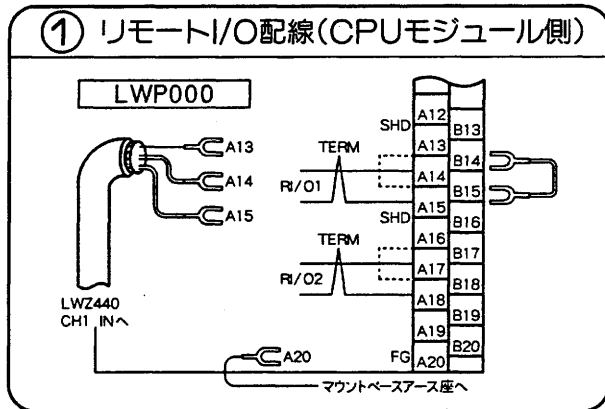 ① リモートI/O配線(CPUモジュール側)
LWP000
A13
A14
A15
LWZ440
CH1 INへ
A20
マウントベースアース座へ
TERM
RI/O1
TERM
RI/O2
SHD
SHD
FG
A12
A13
A14
A15
A16
A17
A18
A19
A20
B13
B14
B15
B16
B17
B18
B19
B20